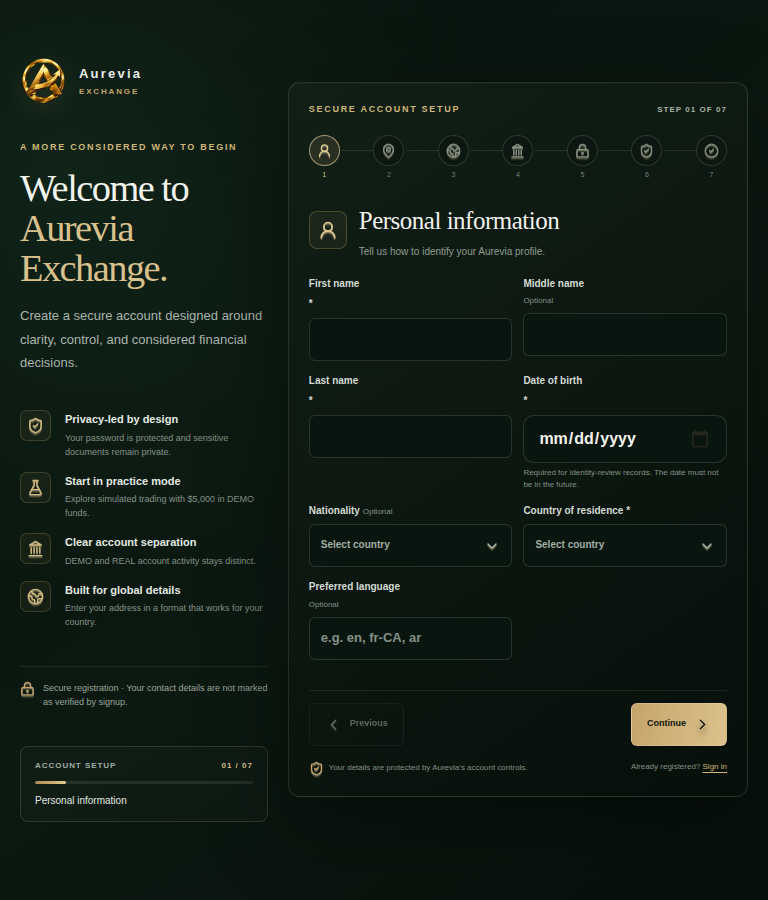 Aurevia
EXCHANGE
A MORE CONSIDERED WAY TO BEGIN
Welcome to
Aurevia
Exchange.
Create a secure account designed around
clarity, control, and considered financial
decisions.
Privacy-led by design
Your password is protected and sensitive
documents remain private.
Start in practice mode
Explore simulated trading with $5,000 in DEMO
funds.
Clear account separation
DEMO and REAL account activity stays distinct.
Built for global details
Enter your address in a format that works for your
country.
Secure registration · Your contact details are not marked
as verified by signup.
ACCOUNT SETUP 01 / 07
Personal information
SECURE ACCOUNT SETUP STEP 01 OF 07
1 2 3 4 5 6 7
Personal information
Tell us how to identify your Aurevia profile.
First name
*
Middle name
Optional
Last name
*
Date of birth
*
mm/dd/yyyy
Required for identity-review records. The date must not
be in the future.
Nationality Optional
Select country
Country of residence *
Select country
Preferred language
Optional
e.g. en, fr-CA, ar
Previous
Continue
Your details are protected by Aurevia's account controls.
Already registered? Sign in